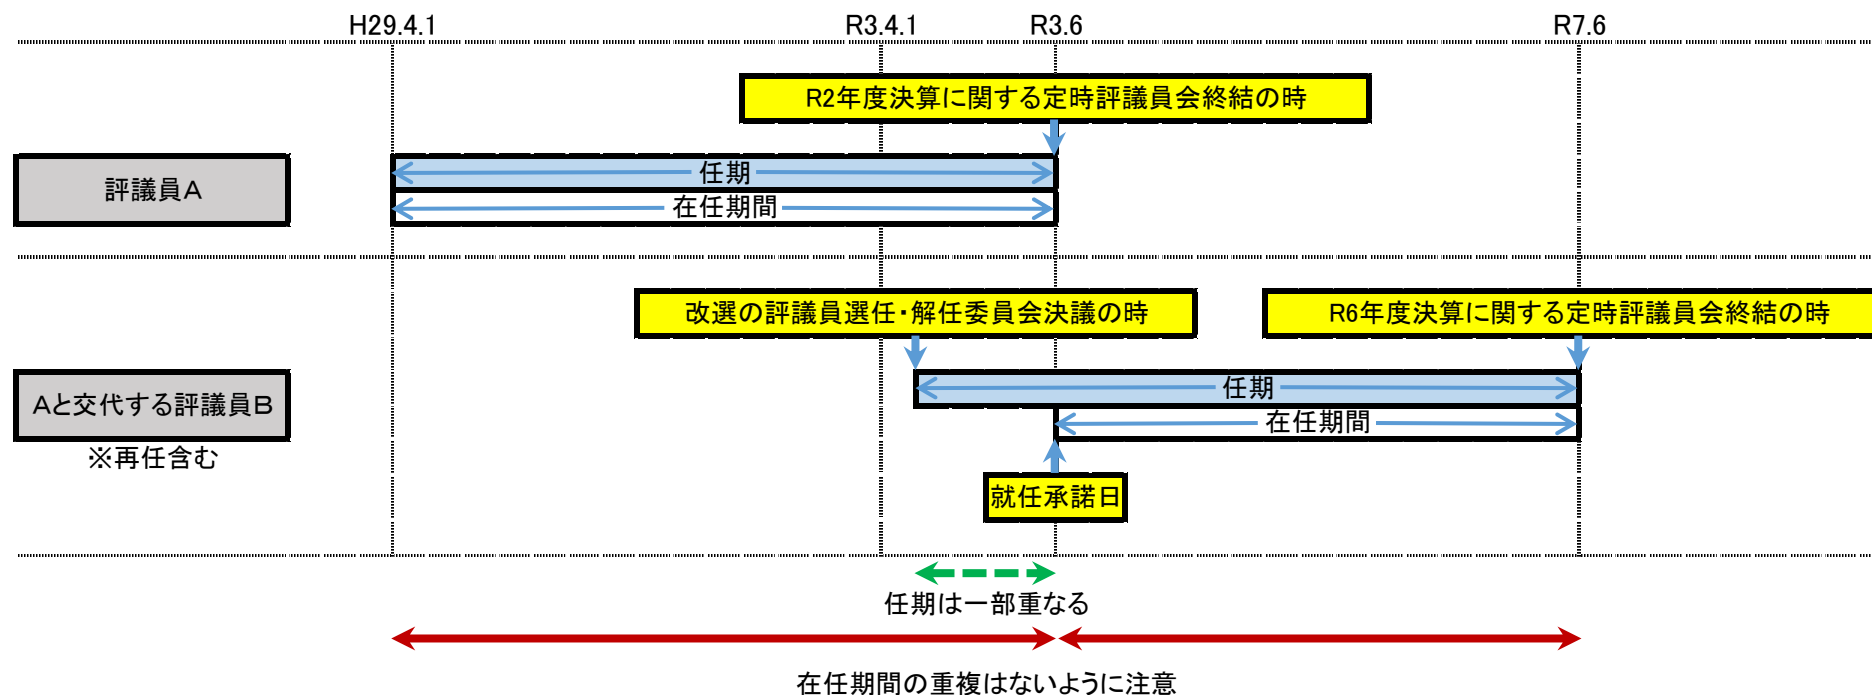 H29.4.1
R3.4.1
R3.6
R7.6
R2年度決算に関する定時評議員会終結の時
評議員A
任期
在任期間
改選の評議員選任・解任委員会決議の時
R6年度決算に関する定時評議員会終結の時
Aと交代する評議員B
※再任含む
任期
在任期間
就任承諾日
任期は一部重なる
在任期間の重複はないように注意